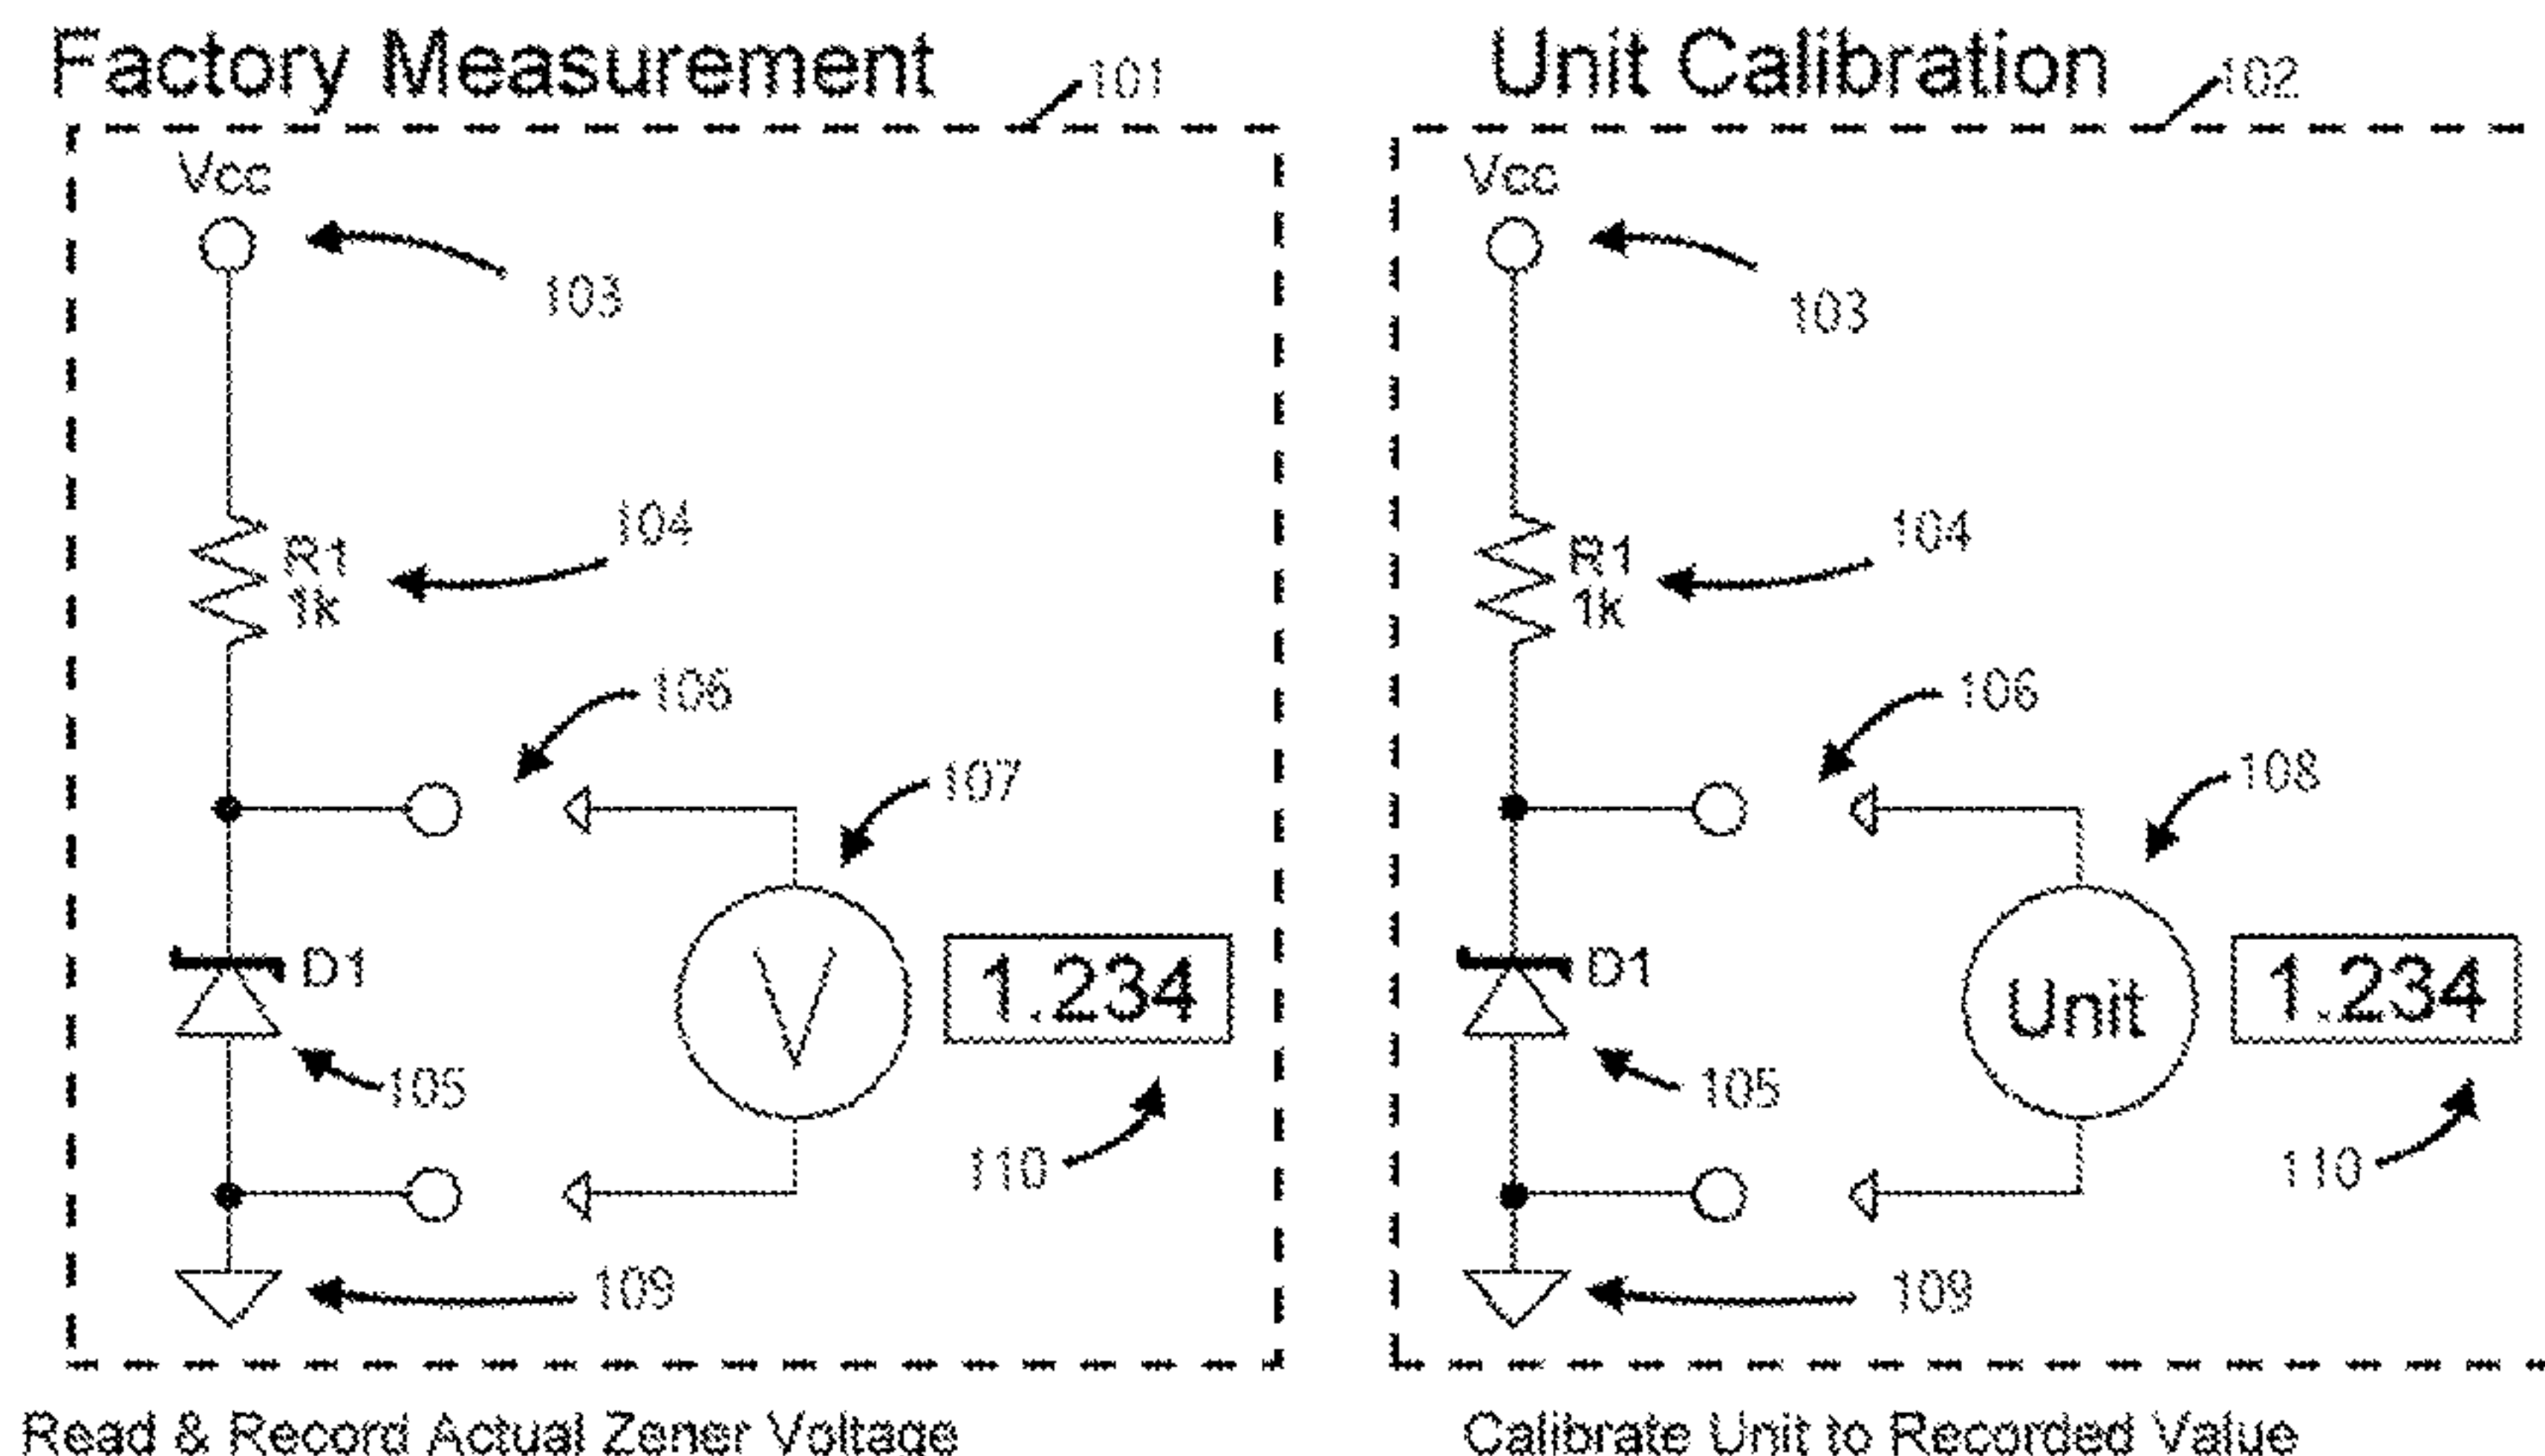 Factory Measurement
101
Vcc
103
104
R1
1k
106
107
D1
V
1.234
105
110
109
Read & Record Actual Zener Voltage
Unit Calibration
102
Vcc
103
104
R1
1k
106
108
D1
Unit
1.234
105
110
109
Calibrate Unit to Recorded Value